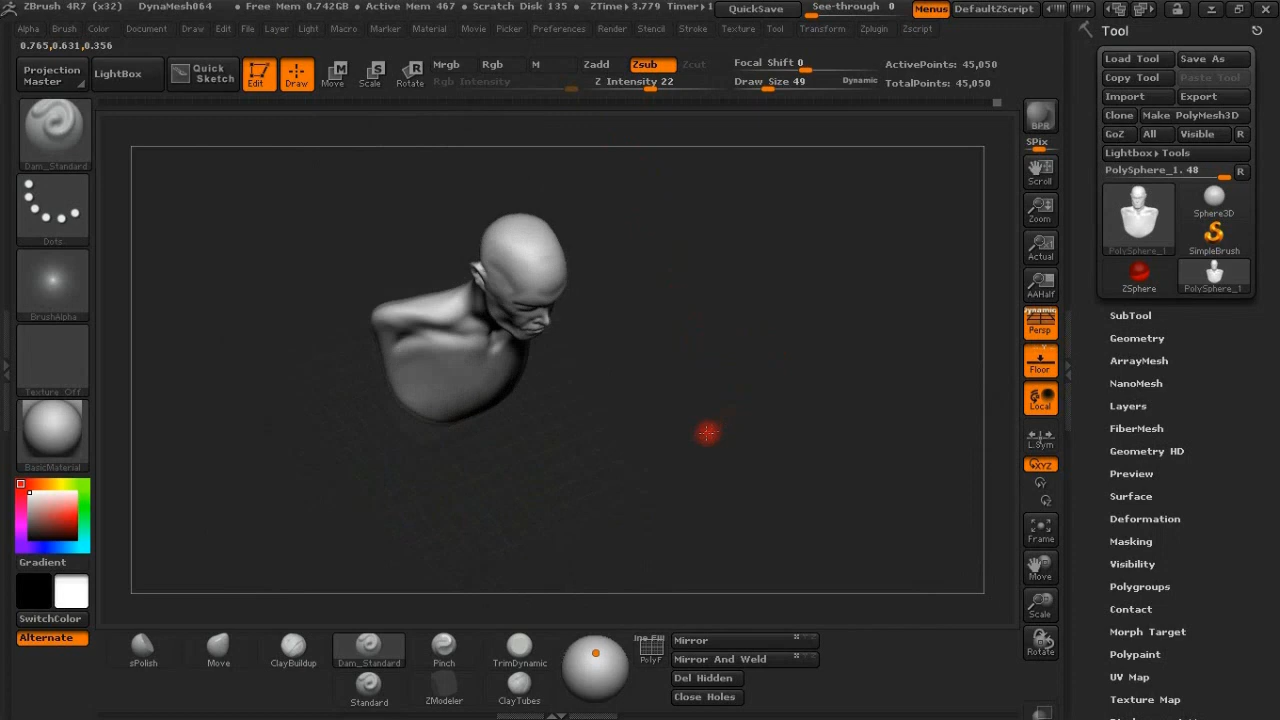 ZBrush 4R7 (x32) DynaMesh064 • Free Mem 0.742GB • Active Mem 467 • Scratch Disk 135 • ZTime▸3.779 Timer▸1 QuickSave See-through 0 Menus DefaultZScript
Alpha Brush Color Document Draw Edit File Layer Light Macro Marker Material Movie Picker Preferences Render Stencil Stroke Texture Tool Transform Zplugin Zscript
0.765,0.631,0.356
Projection Master
LightBox
Quick Sketch
Edit
Draw
Move
Scale
Rotate
Mrgb Rgb M Zadd Zsub Zcut
Rgb Intensity Z Intensity 22
Focal Shift 0
Draw Size 49 Dynamic
ActivePoints: 45,050
TotalPoints: 45,050
Dam_Standard
Dots
BrushAlpha
Texture Off
BasicMaterial
Gradient
SwitchColor
Alternate
BPR
SPix
Scroll
Zoom
Actual
AAHalf
Dynamic
Persp
Floor
Local
L.Sym
XYZ
Y
Z
Frame
Move
Scale
Rotate
Tool
Load Tool Save As
Copy Tool Paste Tool
Import Export
Clone Make PolyMesh3D
GoZ All Visible R
Lightbox▸Tools
PolySphere_1. 48 R
PolySphere_1
Sphere3D
SimpleBrush
ZSphere
PolySphere_1
SubTool
Geometry
ArrayMesh
NanoMesh
Layers
FiberMesh
Geometry HD
Preview
Surface
Deformation
Masking
Visibility
Polygroups
Contact
Morph Target
Polypaint
UV Map
Texture Map
sPolish Move ClayBuildup Dam_Standard Pinch TrimDynamic
Standard ZModeler ClayTubes
PolyF
Mirror
Mirror And Weld
Del Hidden
Close Holes